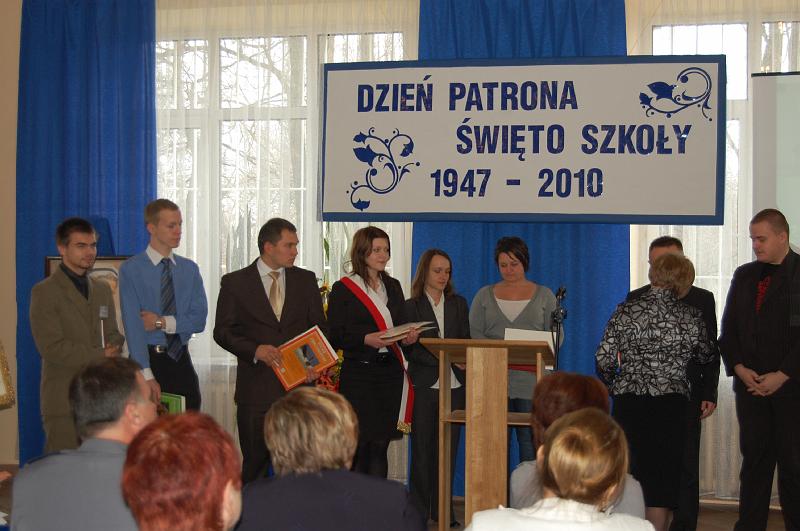 DZIEŃ PATRONA
ŚWIĘTO SZKOŁY
1947 - 2010